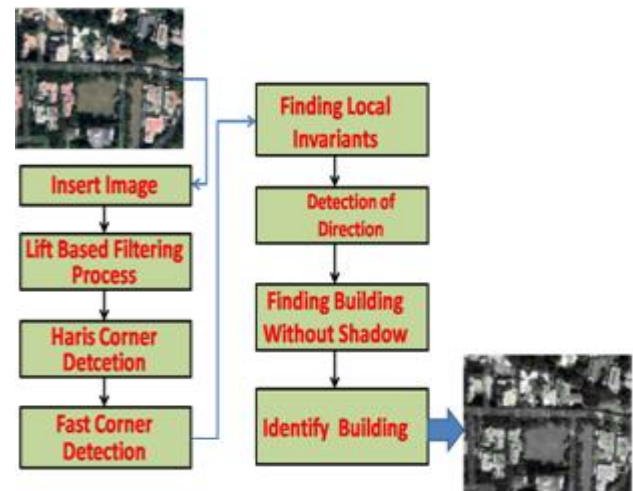 Insert Image
Lift Based Filtering
Process
Haris Corner
Detcetion
Fast Corner
Detection
Finding Local
Invariants
Detection of
Direction
Finding Building
Without Shadow
Identify Building